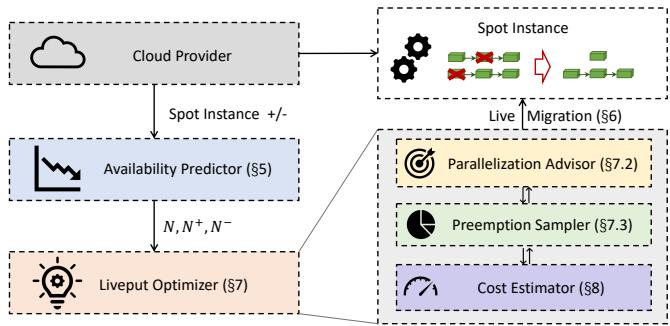 Cloud Provider
Spot Instance
Spot Instance +/-
Live Migration (§6)
Availability Predictor (§5)
Parallelization Advisor (§7.2)
N, N⁺, N⁻
Preemption Sampler (§7.3)
Liveput Optimizer (§7)
Cost Estimator (§8)